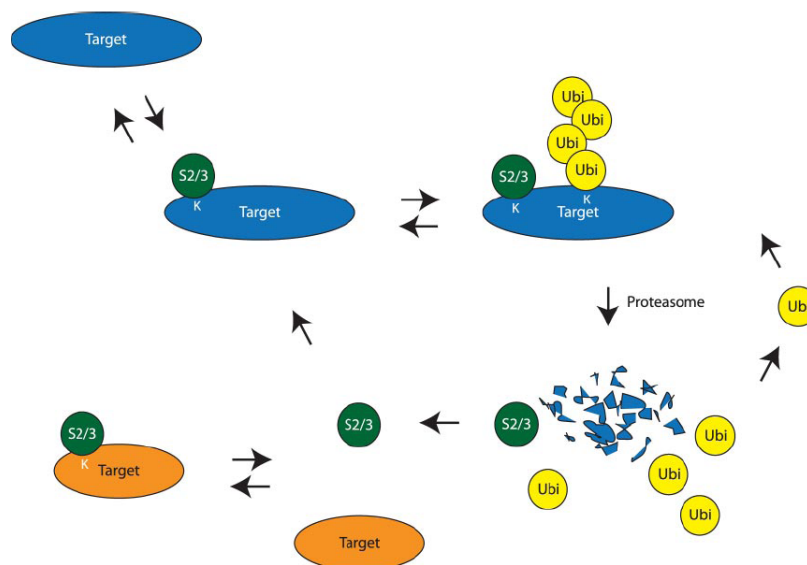 Target
Ubi
Ubi
Ubi
Ubi
S2/3
K
Target
S2/3
K
K
Target
Proteasome
Ub
S2/3
K
Target
S2/3
S2/3
Ubi
Ubi
Ubi
Ubi
Target